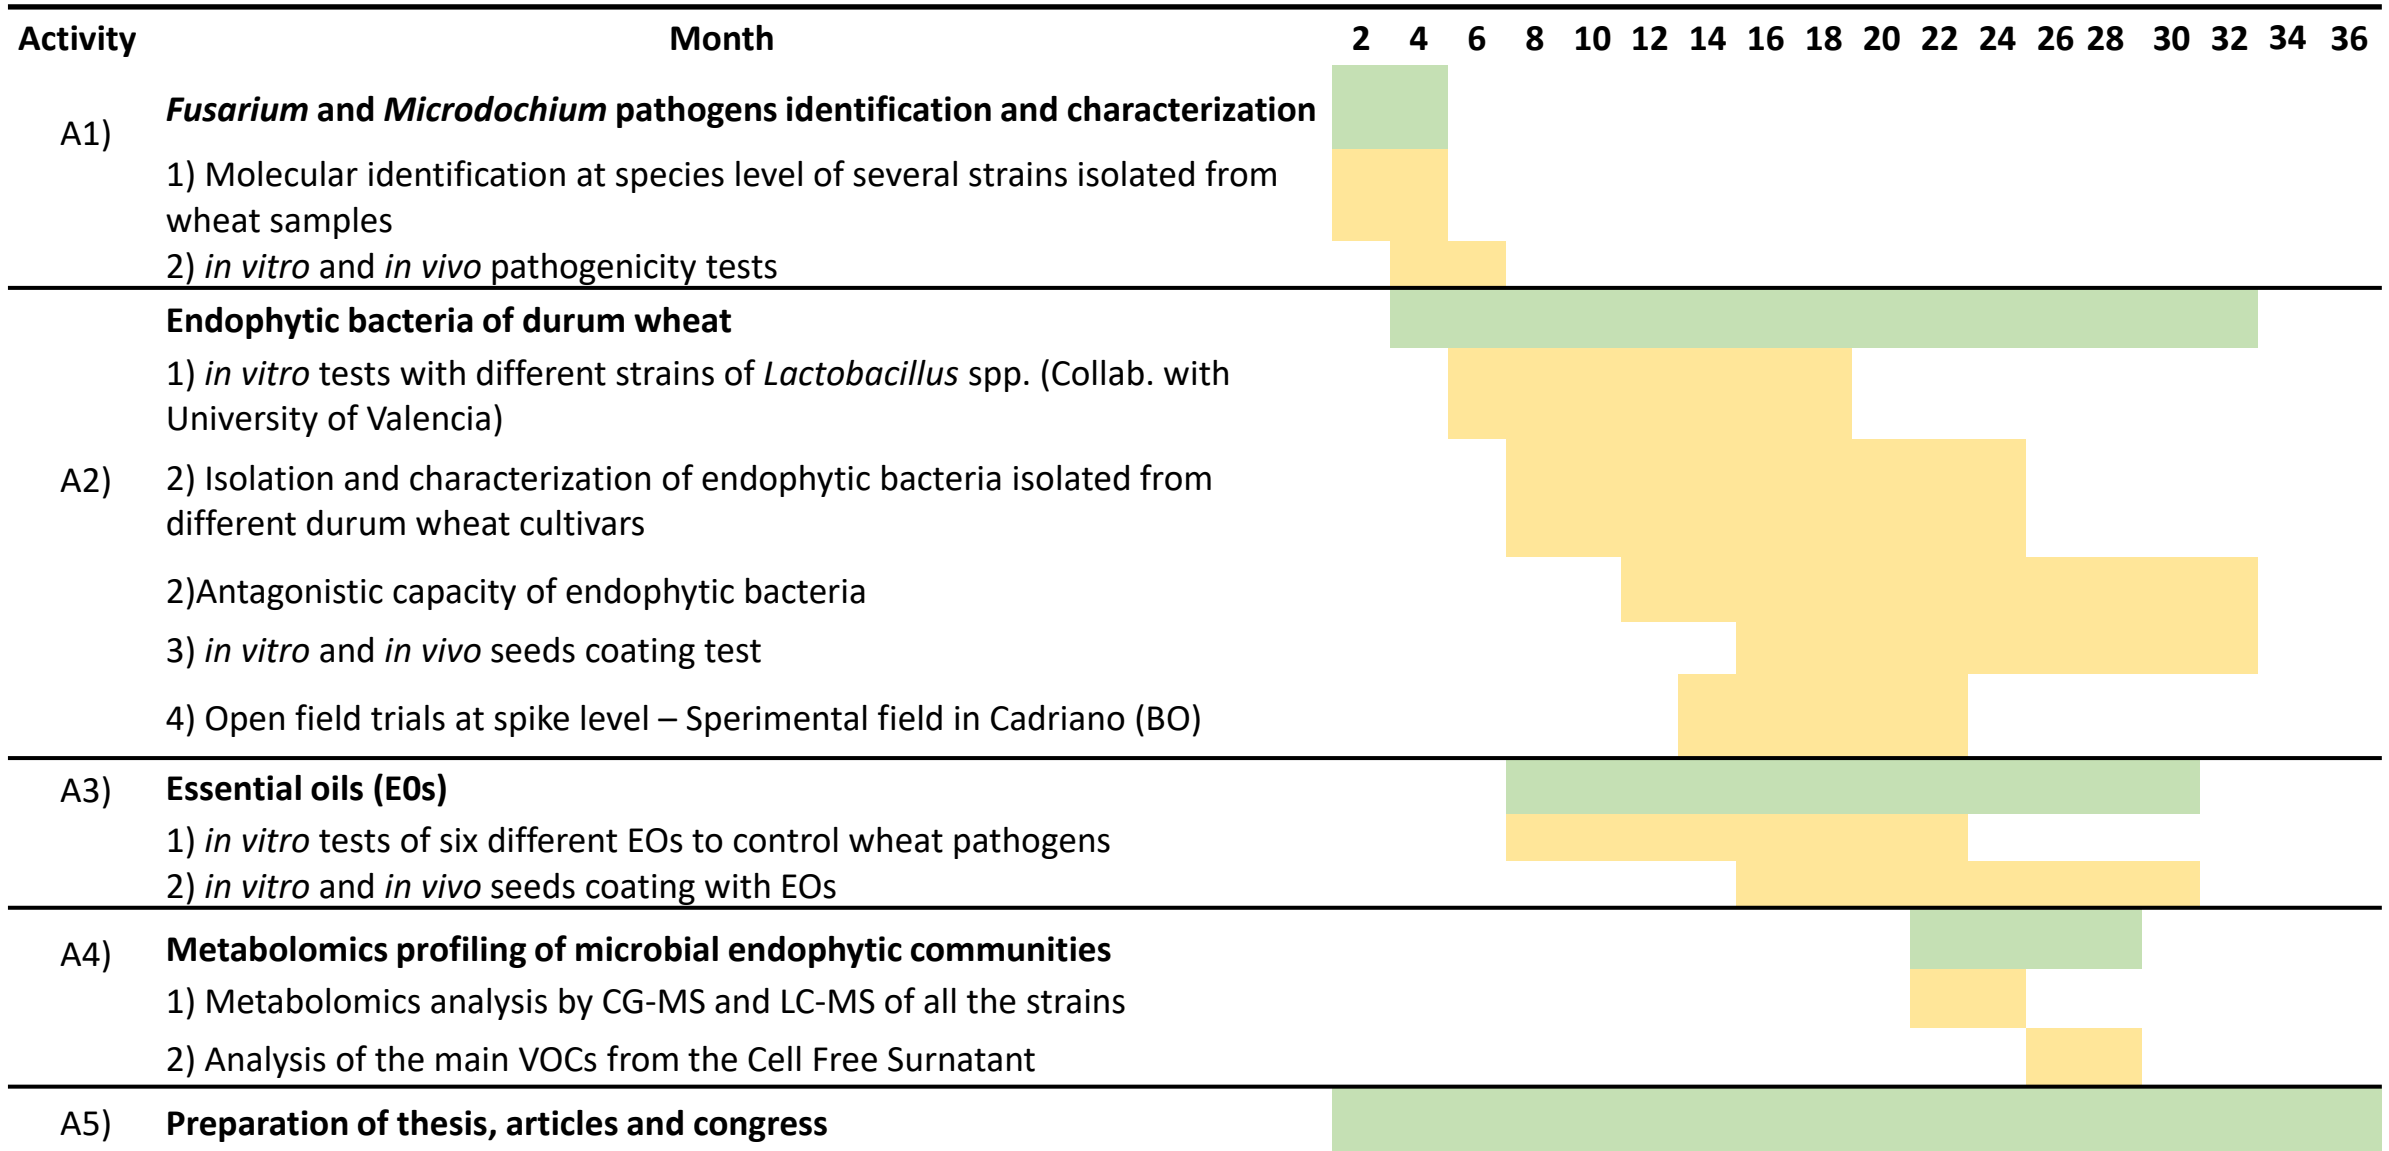 Activity Month 2 4 6 8 10 12 14 16 18 20 22 24 26 28 30 32 34 36
A1) Fusarium and Microdochium pathogens identification and characterization
1) Molecular identification at species level of several strains isolated from
wheat samples
2) in vitro and in vivo pathogenicity tests
Endophytic bacteria of durum wheat
1) in vitro tests with different strains of Lactobacillus spp. (Collab. with
University of Valencia)
A2) 2) Isolation and characterization of endophytic bacteria isolated from
different durum wheat cultivars
2)Antagonistic capacity of endophytic bacteria
3) in vitro and in vivo seeds coating test
4) Open field trials at spike level – Sperimental field in Cadriano (BO)
A3) Essential oils (E0s)
1) in vitro tests of six different EOs to control wheat pathogens
2) in vitro and in vivo seeds coating with EOs
A4) Metabolomics profiling of microbial endophytic communities
1) Metabolomics analysis by CG-MS and LC-MS of all the strains
2) Analysis of the main VOCs from the Cell Free Surnatant
A5) Preparation of thesis, articles and congress